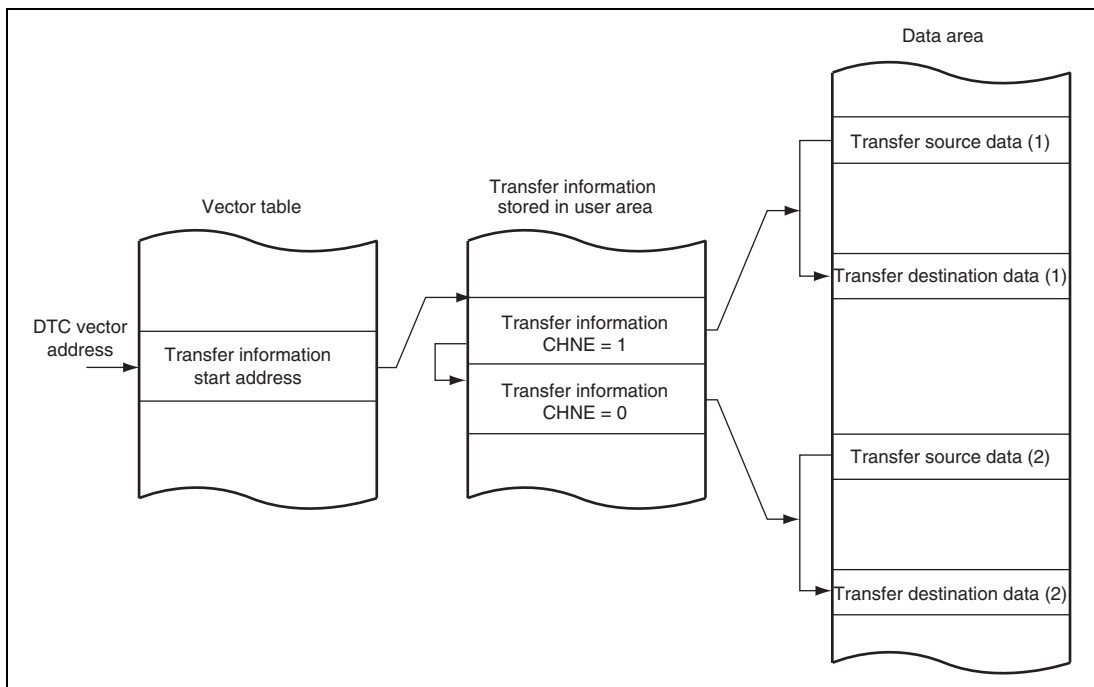 Data area
Transfer source data (1)
Transfer information
stored in user area
Vector table
Transfer destination data (1)
DTC vector
address
Transfer information
start address
Transfer information
CHNE = 1
Transfer information
CHNE = 0
Transfer source data (2)
Transfer destination data (2)